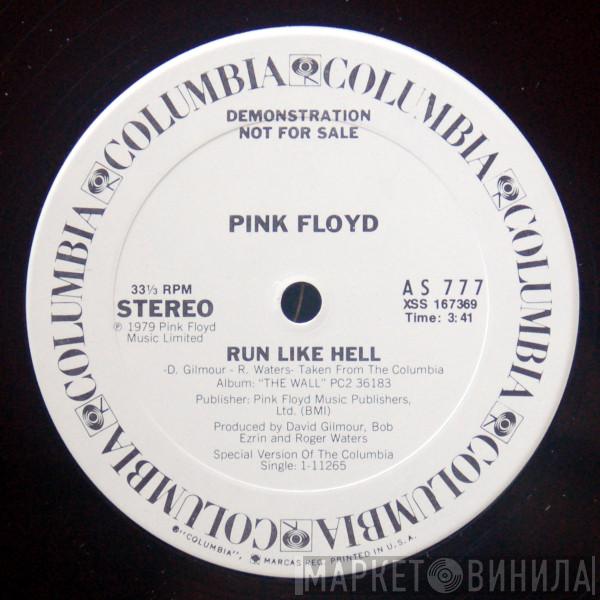 COLUMBIA COLUMBIA COLUMBIA COLUMBIA COLUMBIA COLUMBIA COLUMBIA
DEMONSTRATION
NOT FOR SALE
PINK FLOYD
33⅓ RPM
STEREO
℗ 1979 Pink Floyd
Music Limited
AS 777
XSS 167369
Time: 3:41
RUN LIKE HELL
-D. Gilmour - R. Waters- Taken From The Columbia
Album: "THE WALL" PC2 36183
Publisher: Pink Floyd Music Publishers,
Ltd. (BMI)
Produced by David Gilmour, Bob
Ezrin and Roger Waters
Special Version Of The Columbia
Single: 1-11265
"COLUMBIA", MARCAS REG. PRINTED IN U.S.A.
МАРКЕТ ВИНИЛА